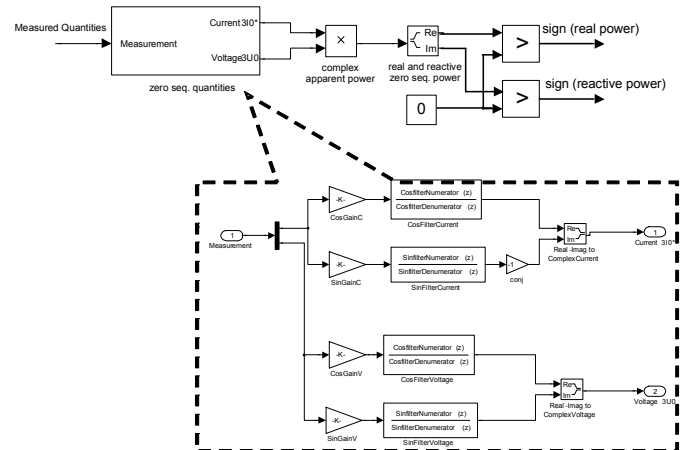 Measured Quantities
Measurement
Current3I0*
Voltage3U0
zero seq. quantities
×
complex
apparent power
Re
Im
real and reactive
zero seq. power
0
>
sign (real power)
>
sign (reactive power)
1
Measurement
-K-
CosGainC
CosfilterNumerator (z)
CosfilterDenumerator (z)
CosFilterCurrent
-K-
SinGainC
SinfilterNumerator (z)
SinfilterDenumerator (z)
SinFilterCurrent
-1
conj
Re
Im
Real -Imag to
ComplexCurrent
1
Current 3I0*
-K-
CosGainV
CosfilterNumerator (z)
CosfilterDenumerator (z)
CosFilterVoltage
-K-
SinGainV
SinfilterNumerator (z)
SinfilterDenumerator (z)
SinFilterVoltage
Re
Im
Real -Imag to
ComplexVoltage
2
Voltage 3U0